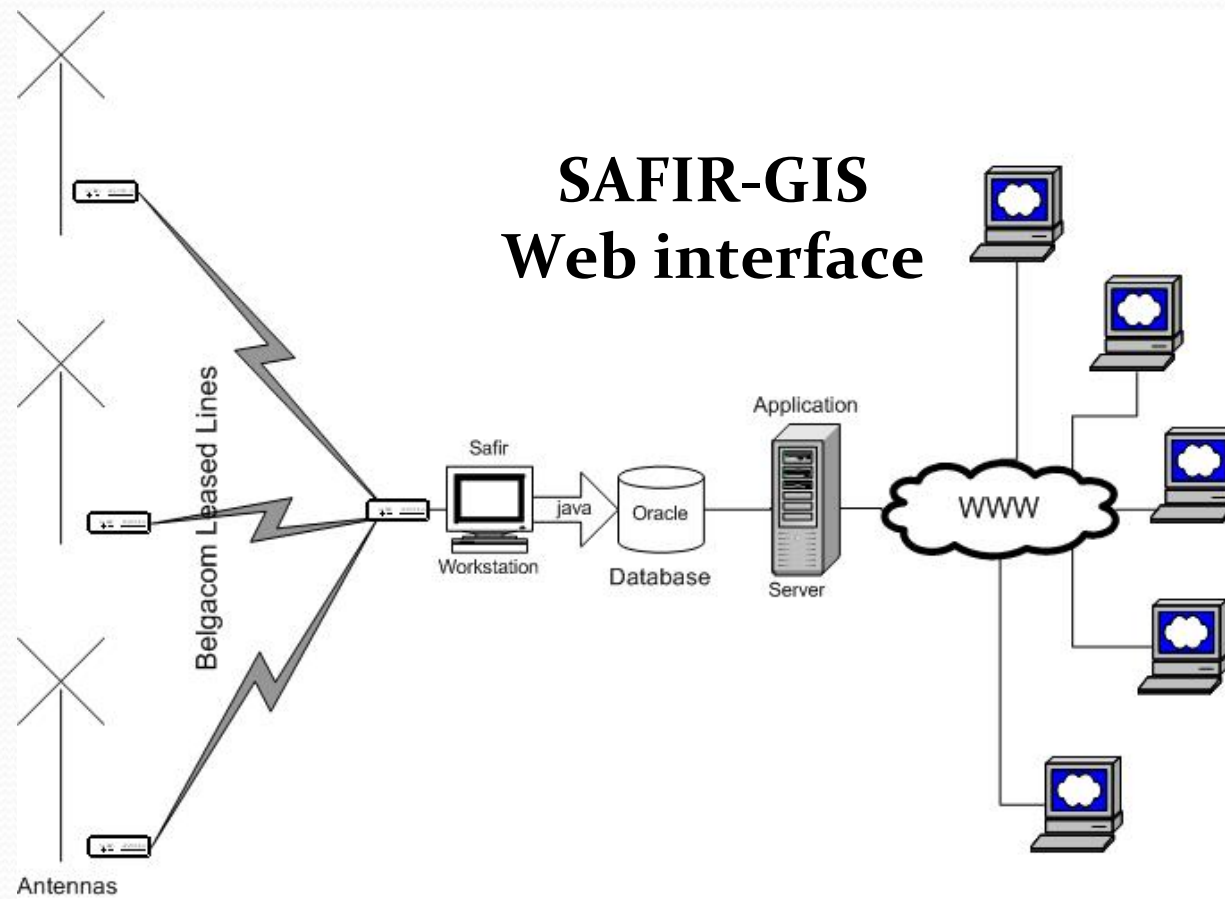 SAFIR-GIS
Web interface
Belgacom Leased Lines
Antennas
Safir
Workstation
java
Oracle
Database
Application
Server
WWW